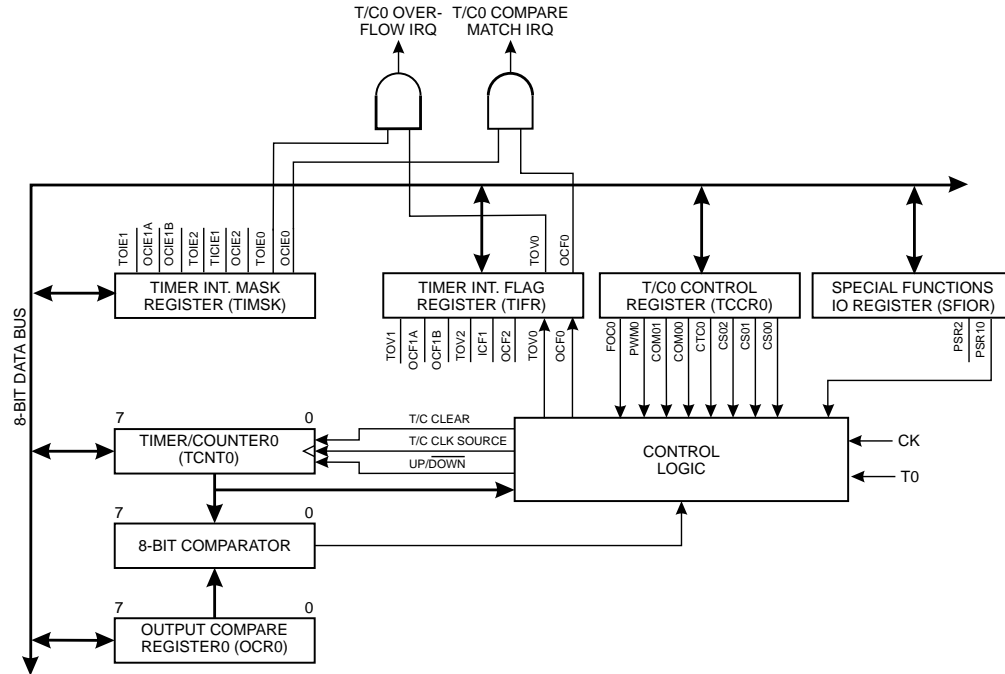 T/C0 OVER-
FLOW IRQ
T/C0 COMPARE
MATCH IRQ
8-BIT DATA BUS
TOIE1
OCIE1A
OCIE1B
TOIE2
TICIE1
OCIE2
TOIE0
OCIE0
TOV0
OCF0
TIMER INT. MASK
REGISTER (TIMSK)
TIMER INT. FLAG
REGISTER (TIFR)
T/C0 CONTROL
REGISTER (TCCR0)
SPECIAL FUNCTIONS
IO REGISTER (SFIOR)
TOV1
OCF1A
OCF1B
TOV2
ICF1
OCF2
TOV0
OCF0
FOC0
PWM0
COM01
COM00
CTC0
CS02
CS01
CS00
PSR2
PSR10
7 0
TIMER/COUNTER0
(TCNT0)
T/C CLEAR
T/C CLK SOURCE
UP/DOWN
CONTROL
LOGIC
CK
T0
7 0
8-BIT COMPARATOR
7 0
OUTPUT COMPARE
REGISTER0 (OCR0)